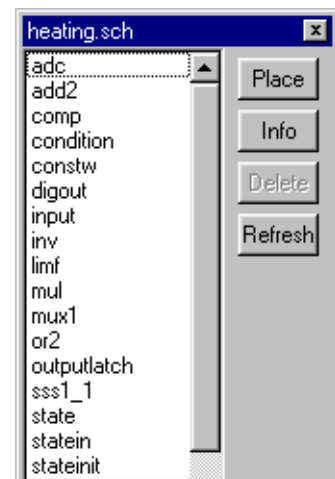 heating.sch
adc
add2
comp
condition
constw
digout
input
inv
limf
mul
mux1
or2
outputlatch
sss1_1
state
statein
stateinit
Place
Info
Delete
Refresh